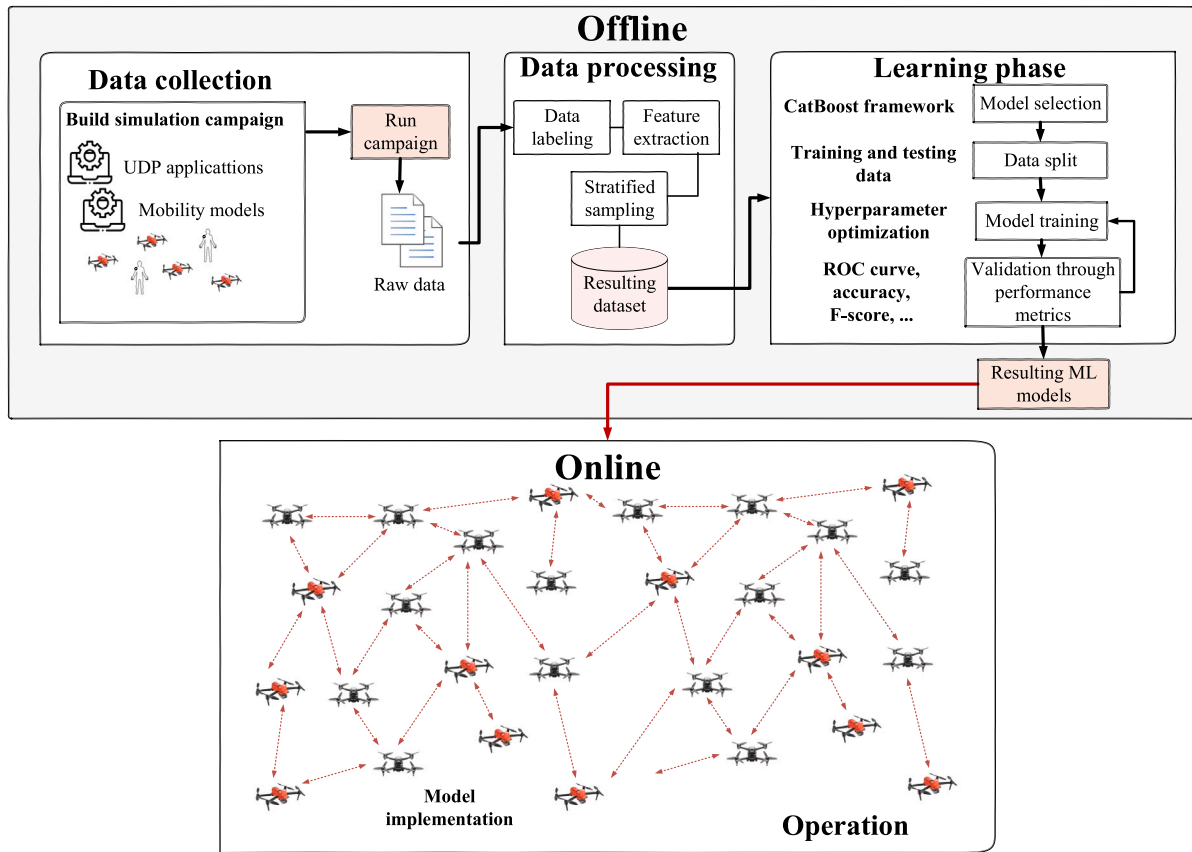 Offline
Data collection
Build simulation campaign
UDP applicattions
Mobility models
Run
campaign
Raw data
Data processing
Data
labeling
Feature
extraction
Stratified
sampling
Resulting
dataset
Learning phase
CatBoost framework
Model selection
Training and testing
data
Data split
Hyperparameter
optimization
Model training
ROC curve,
accuracy,
F-score, ...
Validation through
performance
metrics
Resulting ML
models
Online
Model
implementation
Operation